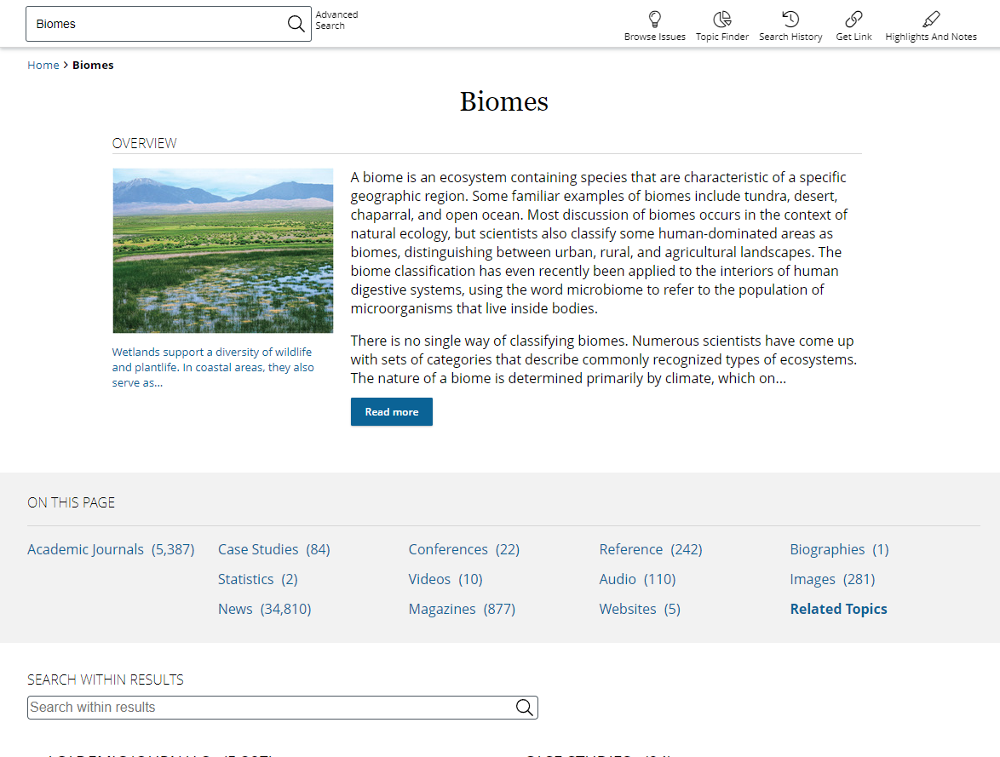 Biomes
Advanced
Search
Browse Issues
Topic Finder
Search History
Get Link
Highlights And Notes
Home > Biomes
Biomes
OVERVIEW
A biome is an ecosystem containing species that are characteristic of a specific
geographic region. Some familiar examples of biomes include tundra, desert,
chaparral, and open ocean. Most discussion of biomes occurs in the context of
natural ecology, but scientists also classify some human-dominated areas as
biomes, distinguishing between urban, rural, and agricultural landscapes. The
biome classification has even recently been applied to the interiors of human
digestive systems, using the word microbiome to refer to the population of
microorganisms that live inside bodies.
Wetlands support a diversity of wildlife
and plantlife. In coastal areas, they also
serve as...
There is no single way of classifying biomes. Numerous scientists have come up
with sets of categories that describe commonly recognized types of ecosystems.
The nature of a biome is determined primarily by climate, which on...
Read more
ON THIS PAGE
Academic Journals (5,387)
Case Studies (84)
Conferences (22)
Reference (242)
Biographies (1)
Statistics (2)
Videos (10)
Audio (110)
Images (281)
News (34,810)
Magazines (877)
Websites (5)
Related Topics
SEARCH WITHIN RESULTS
Search within results